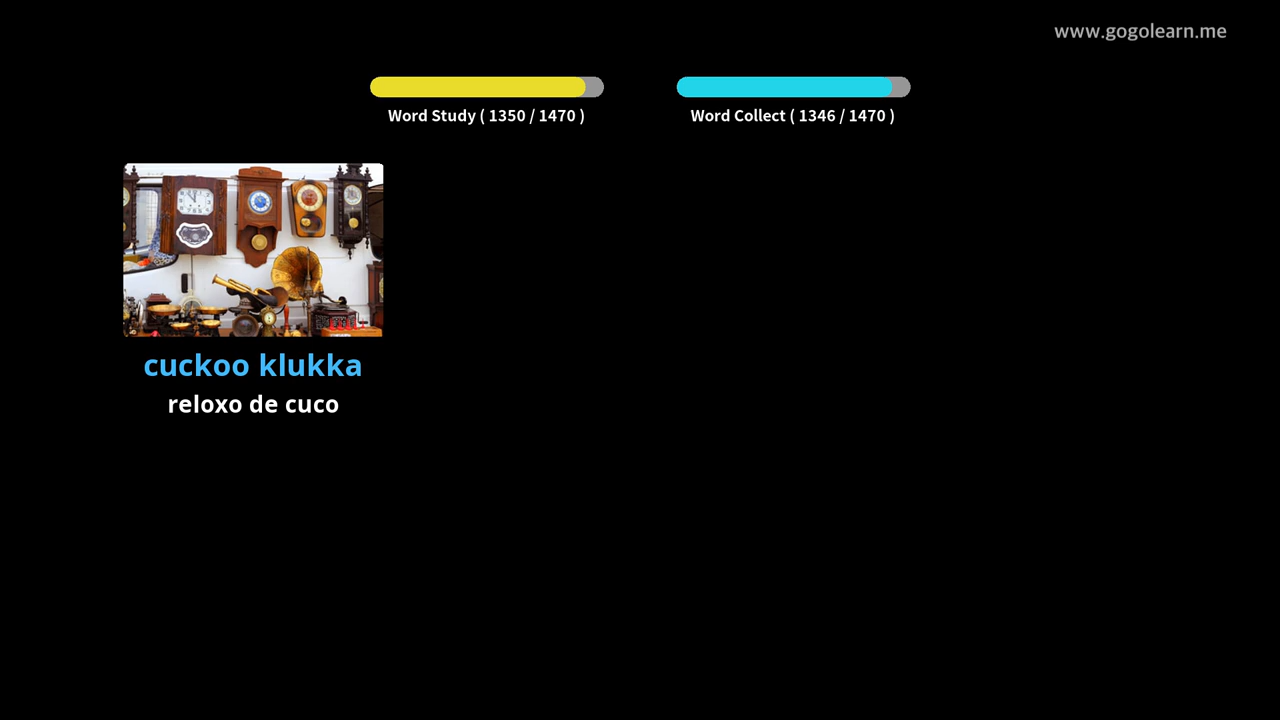 www.gogolearn.me
Word Study ( 1350 / 1470 )
Word Collect ( 1346 / 1470 )
cuckoo klukka
reloxo de cuco